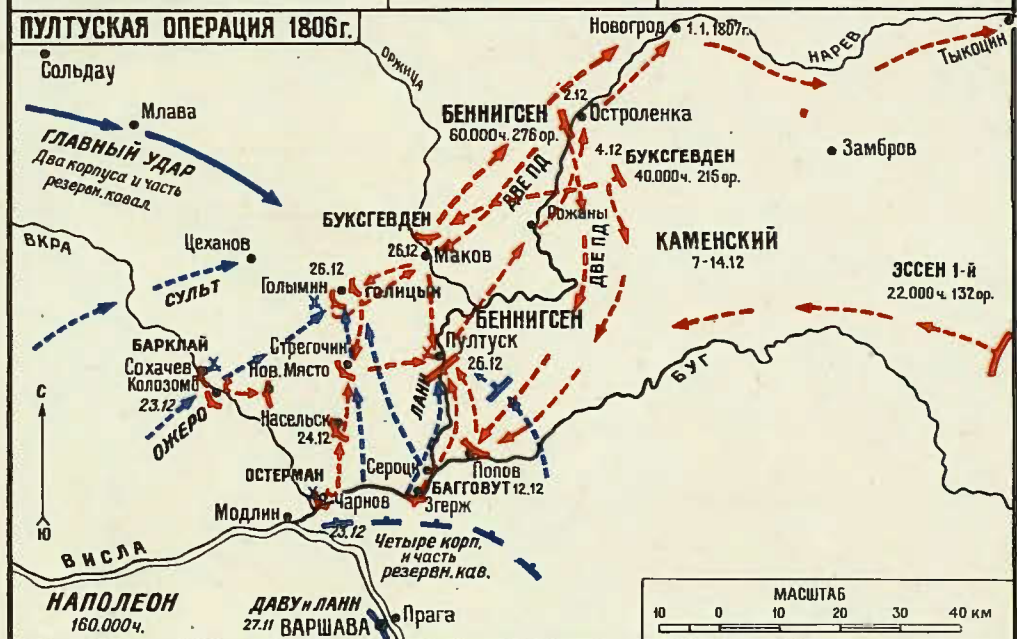 ПУЛТУСКАЯ ОПЕРАЦИЯ 1806г.
Сольдау
Млава
ГЛАВНЫЙ УДАР
Два корпуса и часть
резервн. кавал.
ОРЖИЦА
Новогрод
1.1.1807г.
НАРЕВ
Тыкоцин
БЕННИГСЕН
60.000ч. 276 ор.
2.12
Остроленка
4.12
БУКСГЕВДЕН
40.000ч. 215 ор.
Замбров
ДВЕ ПД
Рожаны
ДВЕ ПД
КАМЕНСКИЙ
7-14.12
ЭССЕН 1-й
22.000ч. 132ор.
ВКРА
Цеханов
СУЛЬТ
БУКСГЕВДЕН
26.12
Маков
26.12
Голымин
ГОЛИЦЫН
БЕННИГСЕН
Пултуск
26.12
ЛАНН
БУГ
БАРКЛАЙ
Сохачев
Колозомб
23.12
ОЖЕРО
Стрегочин
Нов. Място
Насельск
24.12
ОСТЕРМАН
Чарнов
23.12
Модлин
Сероцк
Попов
БАГГОВУТ 12.12
Згерж
С
Ю
ВИСЛА
Четыре корп.
и часть
резервн. кав.
НАПОЛЕОН
160.000ч.
ДАВУ и ЛАНН
27.11 ВАРШАВА
Прага
МАСШТАБ
10 0 10 20 30 40 км